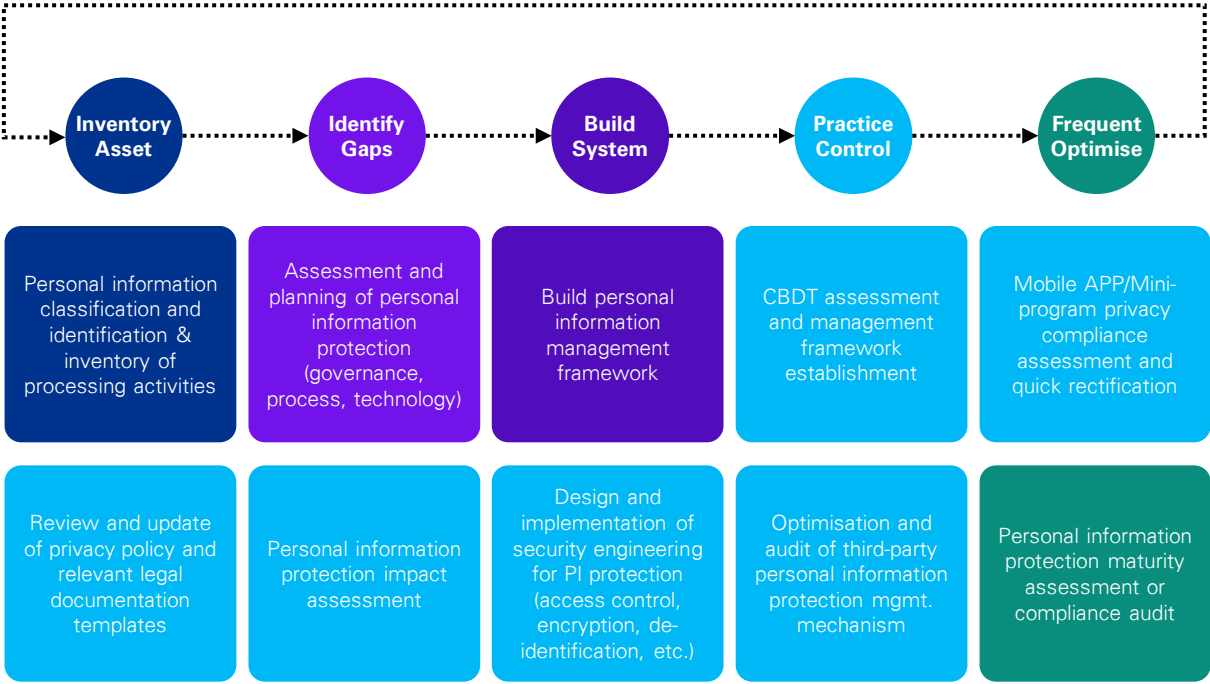 Inventory
Asset
Identify
Gaps
Build
System
Practice
Control
Frequent
Optimise
Personal information
classification and
identification &
inventory of
processing activities
Assessment and
planning of personal
information
protection
(governance,
process, technology)
Build personal
information
management
framework
CBDT assessment
and management
framework
establishment
Mobile APP/Mini-
program privacy
compliance
assessment and
quick rectification
Review and update
of privacy policy and
relevant legal
documentation
templates
Personal information
protection impact
assessment
Design and
implementation of
security engineering
for PI protection
(access control,
encryption, de-
identification, etc.)
Optimisation and
audit of third-party
personal information
protection mgmt.
mechanism
Personal information
protection maturity
assessment or
compliance audit